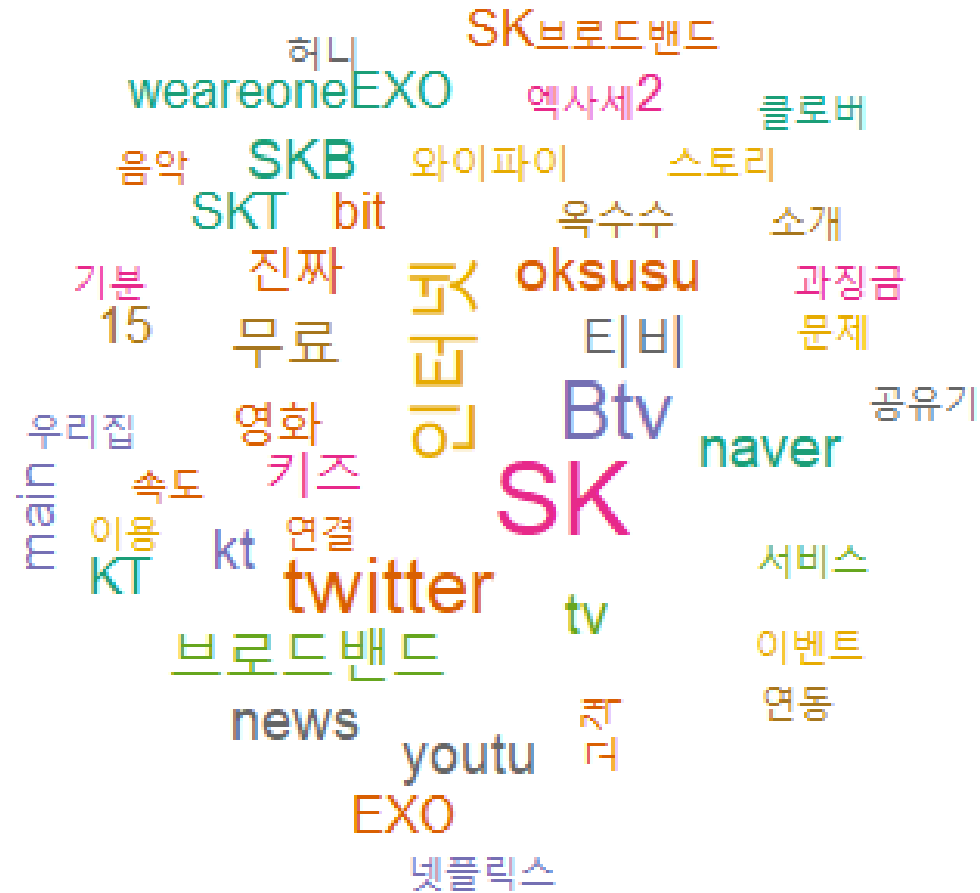 SK브로드밴드
허니
weareoneEXO
엑사세2
클로버
음악
SKB
와이파이
스토리
SKT
bit
옥수수
소개
진짜
인터넷
oksusu
기분
과징금
15
무료
티비
문제
Btv
공유기
우리집
영화
naver
키즈
SK
main
속도
이용
kt
연결
서비스
KT
twitter
tv
브로드밴드
이벤트
news
고객
연동
youtu
EXO
넷플릭스